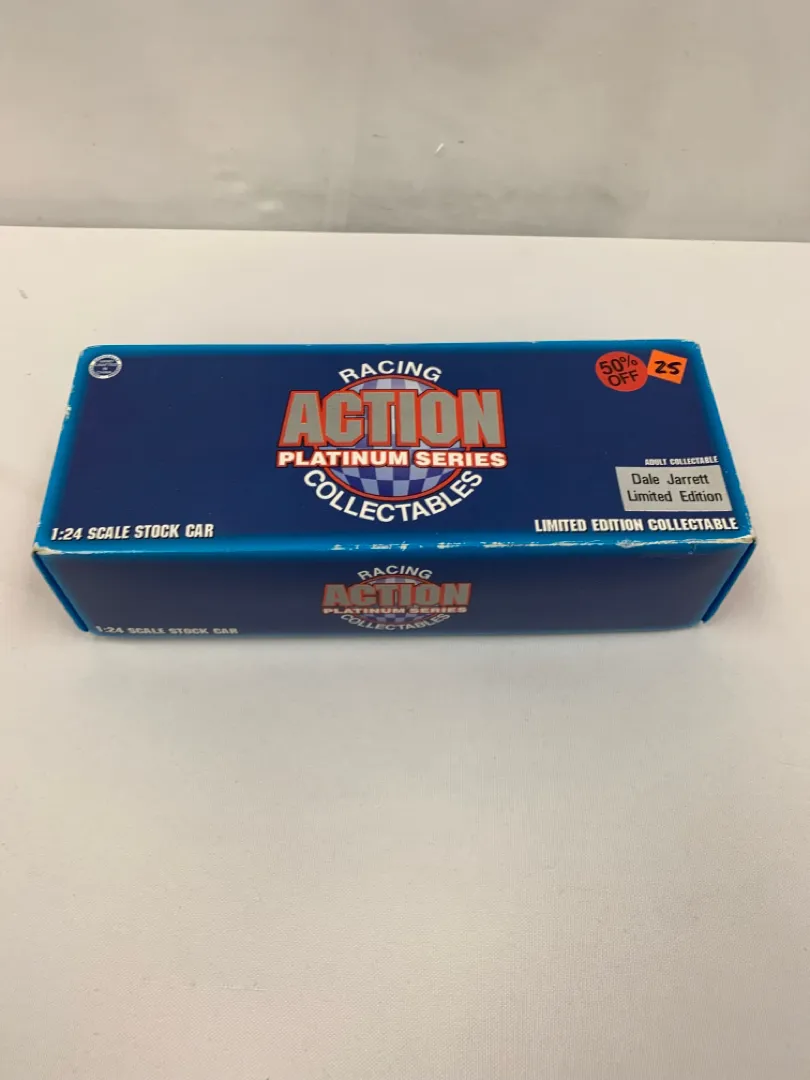 RACING
ACTION
PLATINUM SERIES
COLLECTABLES
50%
OFF
25
ADULT COLLECTABLE
Dale Jarrett
Limited Edition
1:24 SCALE STOCK CAR
LIMITED EDITION COLLECTABLE
RACING
ACTION
PLATINUM SERIES
COLLECTABLES
1:24 SCALE STOCK CAR